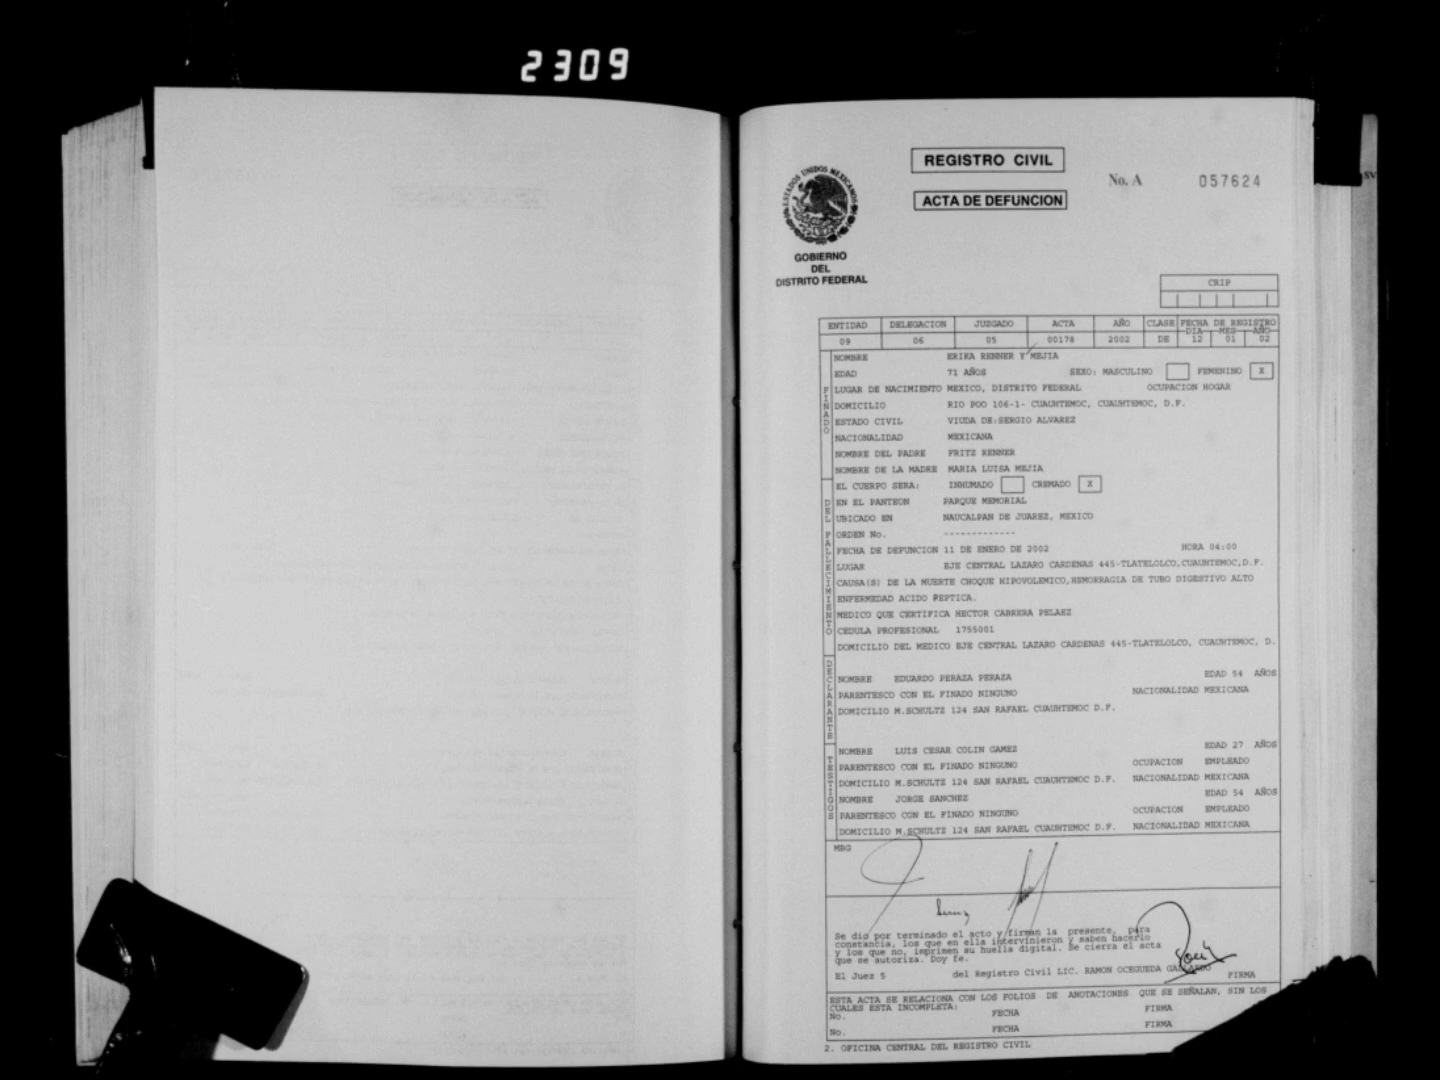 2309
REGISTRO CIVIL
No. A 057624
ACTA DE DEFUNCION
ESTADOS UNIDOS MEXICANOS
GOBIERNO
DEL
DISTRITO FEDERAL
CRIP
ENTIDAD DELEGACION JUZGADO ACTA AÑO CLASE FECHA DE REGISTRO
DIA MES AÑO
09 06 05 00178 2002 DE 12 01 02
FINADO
NOMBRE ERIKA RENNER Y MEJIA
EDAD 71 AÑOS SEXO: MASCULINO FEMENINO X
LUGAR DE NACIMIENTO MEXICO, DISTRITO FEDERAL OCUPACION HOGAR
DOMICILIO RIO POO 106-1- CUAUHTEMOC, CUAUHTEMOC, D.F.
ESTADO CIVIL VIUDA DE:SERGIO ALVAREZ
NACIONALIDAD MEXICANA
NOMBRE DEL PADRE FRITZ RENNER
NOMBRE DE LA MADRE MARIA LUISA MEJIA
DEL FALLECIMIENTO
EL CUERPO SERA: INHUMADO CREMADO X
EN EL PANTEON PARQUE MEMORIAL
UBICADO EN NAUCALPAN DE JUAREZ, MEXICO
ORDEN No. -------------
FECHA DE DEFUNCION 11 DE ENERO DE 2002 HORA 04:00
LUGAR EJE CENTRAL LAZARO CARDENAS 445-TLATELOLCO,CUAUHTEMOC,D.F.
CAUSA(S) DE LA MUERTE CHOQUE HIPOVOLEMICO,HEMORRAGIA DE TUBO DIGESTIVO ALTO
ENFERMEDAD ACIDO PEPTICA.
MEDICO QUE CERTIFICA HECTOR CABRERA PELAEZ
CEDULA PROFESIONAL 1755001
DOMICILIO DEL MEDICO EJE CENTRAL LAZARO CARDENAS 445-TLATELOLCO, CUAUHTEMOC, D.
DECLARANTE
NOMBRE EDUARDO PERAZA PERAZA EDAD 54 AÑOS
PARENTESCO CON EL FINADO NINGUNO NACIONALIDAD MEXICANA
DOMICILIO M.SCHULTZ 124 SAN RAFAEL CUAUHTEMOC D.F.
TESTIGOS
NOMBRE LUIS CESAR COLIN GAMEZ EDAD 27 AÑOS
PARENTESCO CON EL FINADO NINGUNO OCUPACION EMPLEADO
DOMICILIO M.SCHULTZ 124 SAN RAFAEL CUAUHTEMOC D.F. NACIONALIDAD MEXICANA
NOMBRE JORGE SANCHEZ EDAD 54 AÑOS
PARENTESCO CON EL FINADO NINGUNO OCUPACION EMPLEADO
DOMICILIO M.SCHULTZ 124 SAN RAFAEL CUAUHTEMOC D.F. NACIONALIDAD MEXICANA
MBG
Se dio por terminado el acto y firman la presente, para
constancia, los que en ella intervinieron y saben hacerlo
y los que no, imprimen su huella digital. Se cierra el acta
que se autoriza. Doy fe.
El Juez 5 del Registro Civil LIC. RAMON OCEGUEDA GALLARDO FIRMA
ESTA ACTA SE RELACIONA CON LOS FOLIOS DE ANOTACIONES QUE SE SEÑALAN, SIN LOS
CUALES ESTA INCOMPLETA:
No. FECHA FIRMA
No. FECHA FIRMA
2. OFICINA CENTRAL DEL REGISTRO CIVIL